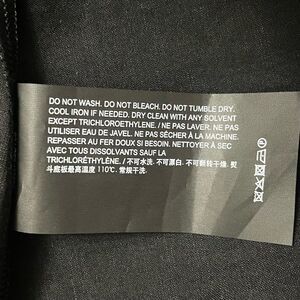 DO NOT WASH. DO NOT BLEACH. DO NOT TUMBLE DRY.
COOL IRON IF NEEDED. DRY CLEAN WITH ANY SOLVENT
EXCEPT TRICHLOROETHYLENE. / NE PAS LAVER. NE PAS
UTILISER EAU DE JAVEL. NE PAS SÉCHER À LA MACHINE.
REPASSER AU FER DOUX SI BESOIN. NETTOYER À SEC
AVEC TOUS DISSOLVANTS SAUF LA
TRICHLORÉTHYLÈNE. / 不可水洗. 不可漂白. 不可翻转干燥. 熨
斗底板最高温度 110℃. 常规干洗.